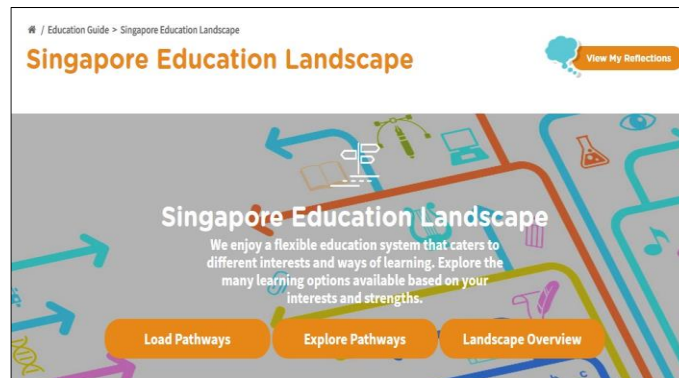 / Education Guide > Singapore Education Landscape
Singapore Education Landscape
View My Reflections
Singapore Education Landscape
We enjoy a flexible education system that caters to
different interests and ways of learning. Explore the
many learning options available based on your
interests and strengths.
Load Pathways
Explore Pathways
Landscape Overview